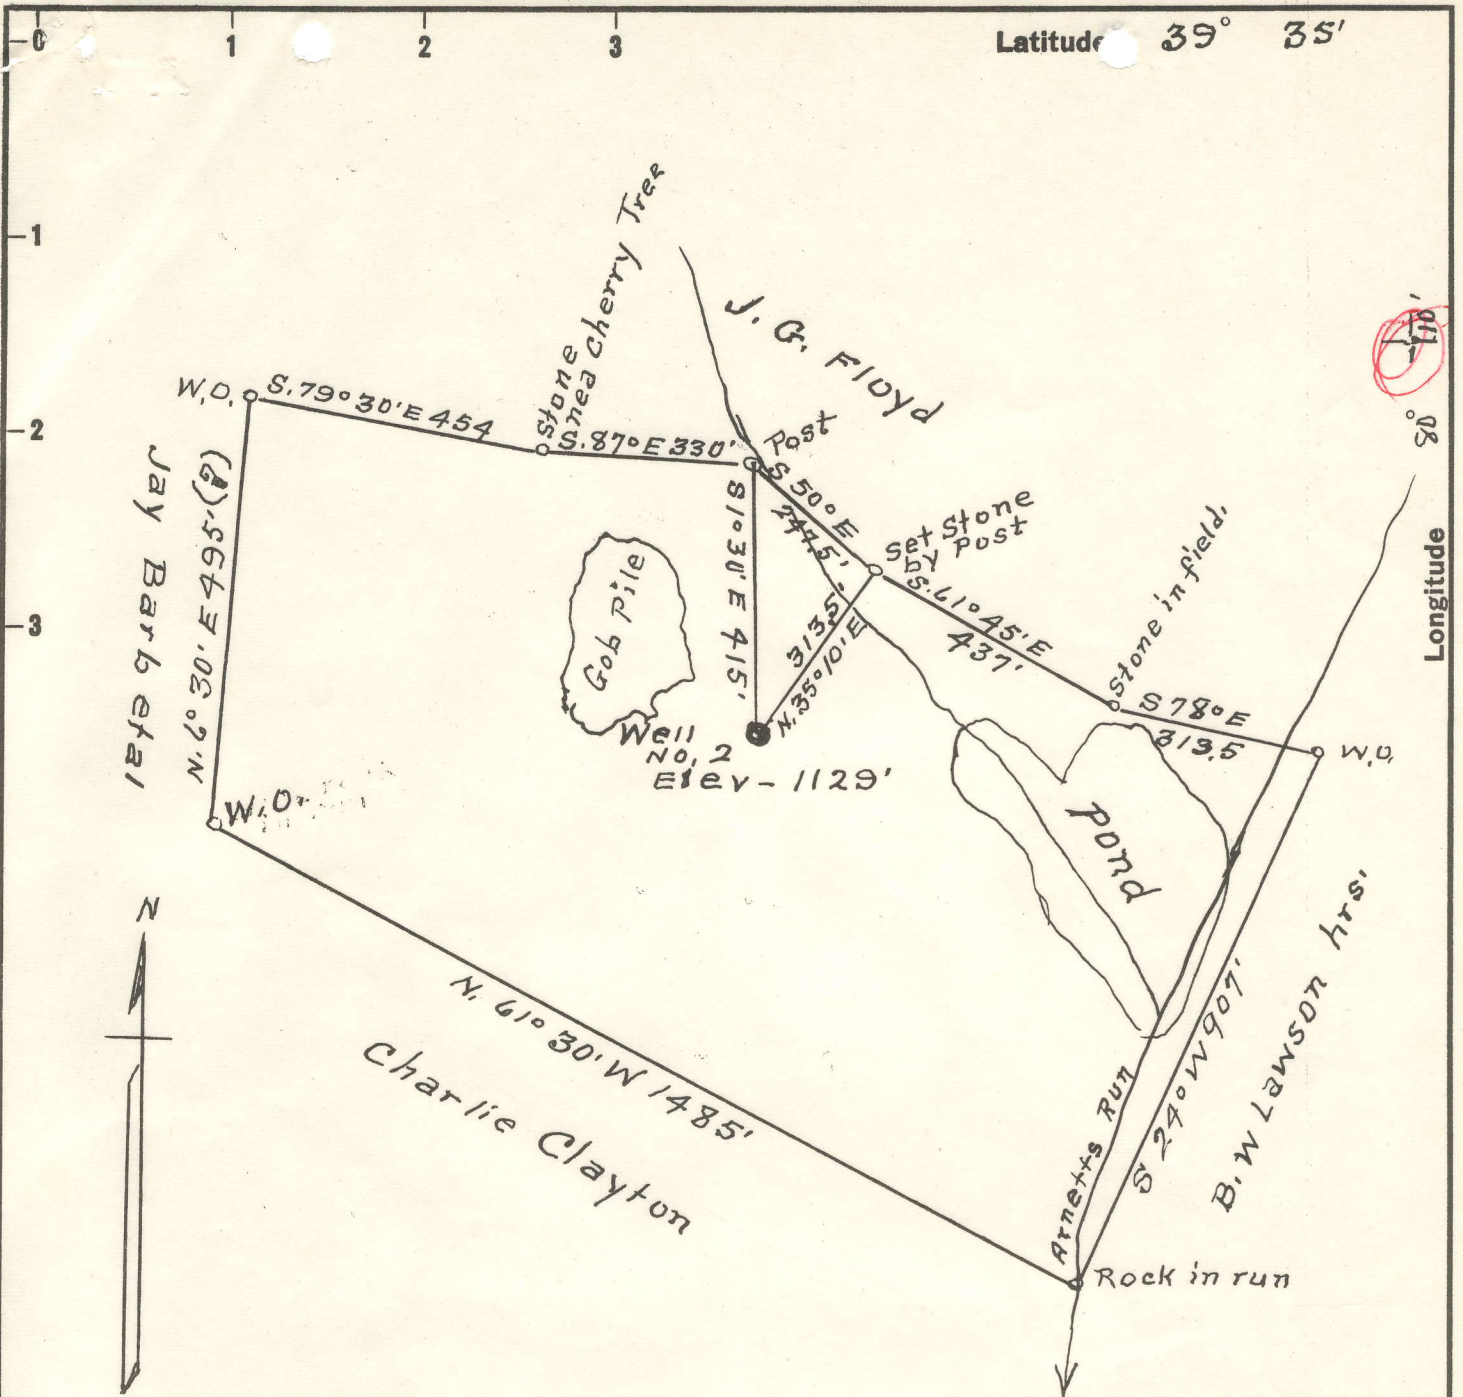 0 1 2 3 Latitude 39° 35'
1
2
3
Stone
nea Cherry Tree
J. G. Floyd
10'
80°
Longitude
W.O. S. 79° 30' E 454
S. 87° E 330'
Post
S 50° E
247.5'
Set Stone
by Post
S. 61° 45' E
437'
Stone in field.
S 78° E
313.5
W.O.
Jay Barb etal
N. 6° 30' E 495' (?)
Gob Pile
S 1° 30' E 415'
313.5'
N. 35° 10' E
Well
No. 2
Elev - 1129'
W.O.
Pond
N
N. 61° 30' W 1485'
Charlie Clayton
Arnetts Run
S 24° W 907'
B. W Lawson hrs.
Rock in run